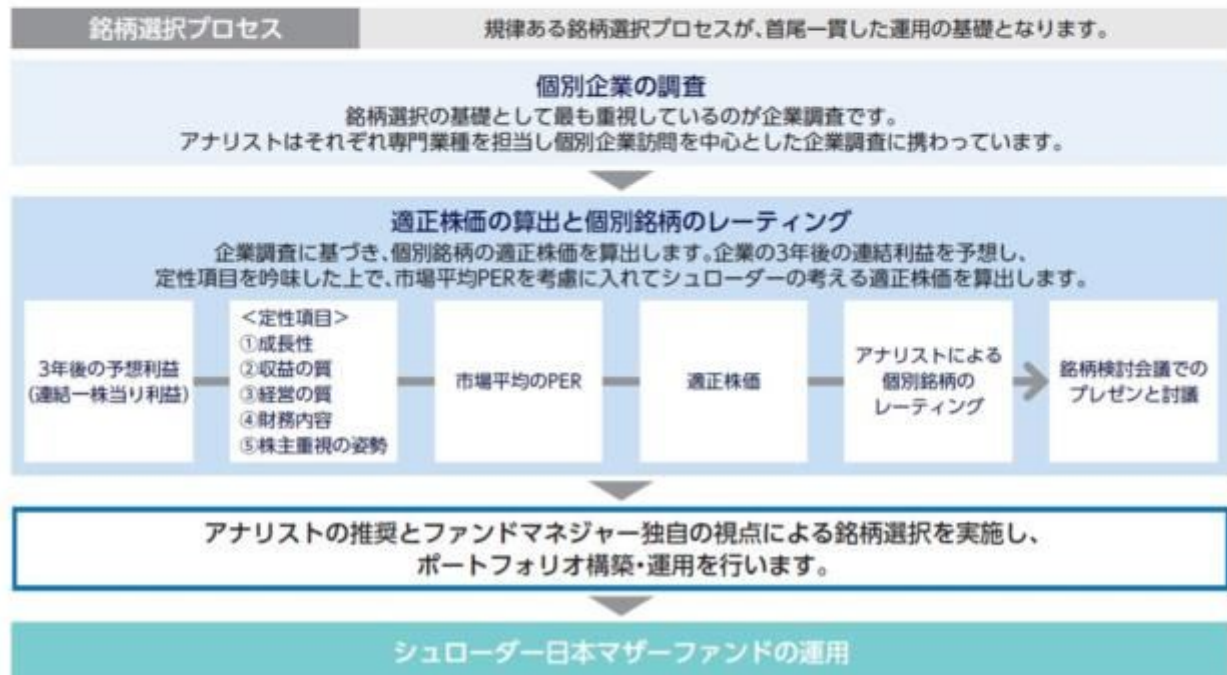 銘柄選択プロセス
規律ある銘柄選択プロセスが、首尾一貫した運用の基礎となります。
個別企業の調査
銘柄選択の基礎として最も重視しているのが企業調査です。
アナリストはそれぞれ専門業種を担当し個別企業訪問を中心とした企業調査に携わっています。
適正株価の算出と個別銘柄のレーティング
企業調査に基づき、個別銘柄の適正株価を算出します。企業の3年後の連結利益を予想し、
定性項目を吟味した上で、市場平均PERを考慮に入れてシュローダーの考える適正株価を算出します。
3年後の予想利益
(連結一株当り利益)
＜定性項目＞
①成長性
②収益の質
③経営の質
④財務内容
⑤株主重視の姿勢
市場平均のPER
適正株価
アナリストによる
個別銘柄の
レーティング
銘柄検討会議での
プレゼンと討議
アナリストの推奨とファンドマネジャー独自の視点による銘柄選択を実施し、
ポートフォリオ構築・運用を行います。
シュローダー日本マザーファンドの運用